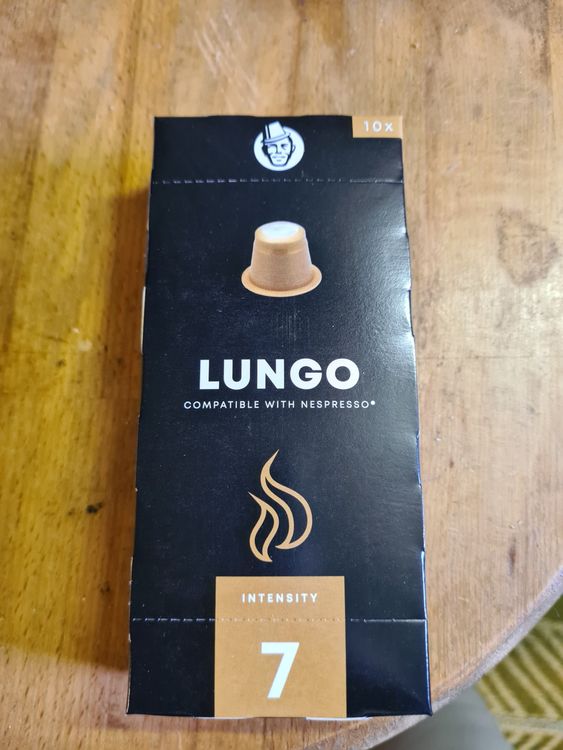 10x
LUNGO
COMPATIBLE WITH NESPRESSO®
INTENSITY
7